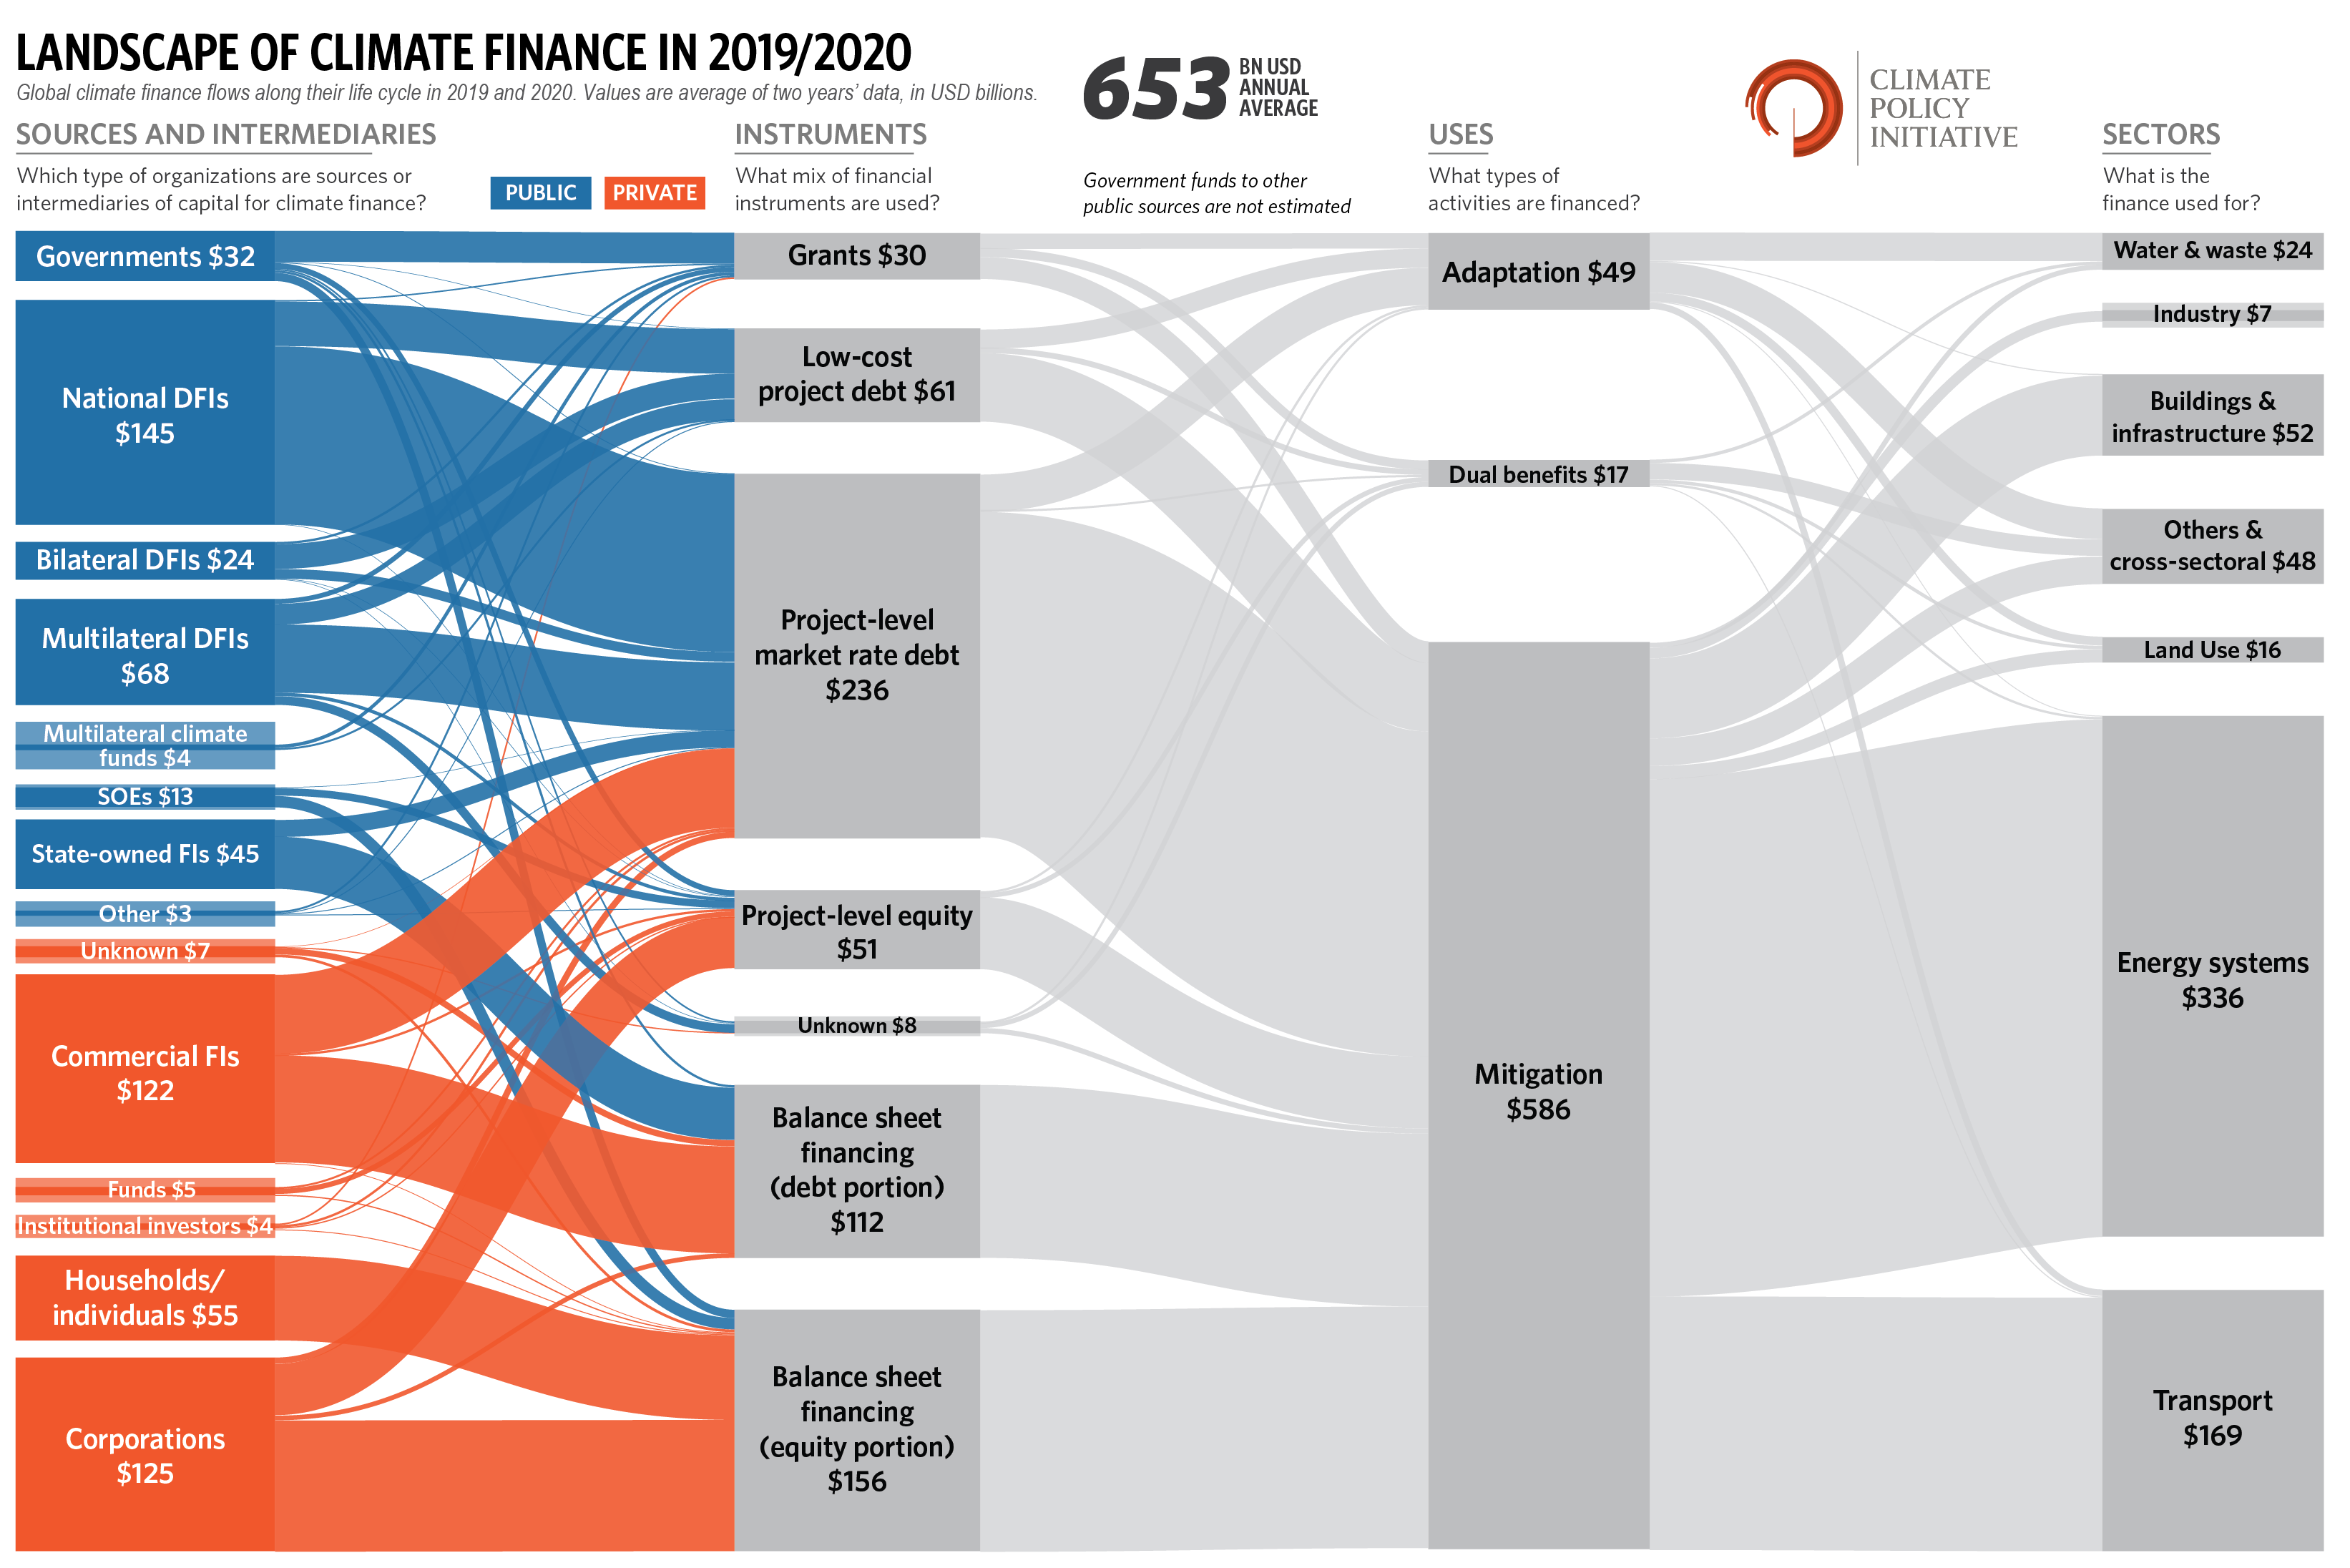 LANDSCAPE OF CLIMATE FINANCE IN 2019/2020
Global climate finance flows along their life cycle in 2019 and 2020. Values are average of two years' data, in USD billions.
653
BN USD
ANNUAL
AVERAGE
CLIMATE
POLICY
INITIATIVE
SOURCES AND INTERMEDIARIES
Which type of organizations are sources or
intermediaries of capital for climate finance?
PUBLIC
PRIVATE
INSTRUMENTS
What mix of financial
instruments are used?
Government funds to other
public sources are not estimated
USES
What types of
activities are financed?
SECTORS
What is the
finance used for?
Governments $32
National DFIs
$145
Bilateral DFIs $24
Multilateral DFIs
$68
Multilateral climate
funds $4
SOEs $13
State-owned FIs $45
Other $3
Unknown $7
Commercial FIs
$122
Funds $5
Institutional investors $4
Households/
individuals $55
Corporations
$125
Grants $30
Low-cost
project debt $61
Project-level
market rate debt
$236
Project-level equity
$51
Unknown $8
Balance sheet
financing
(debt portion)
$112
Balance sheet
financing
(equity portion)
$156
Adaptation $49
Dual benefits $17
Mitigation
$586
Water & waste $24
Industry $7
Buildings &
infrastructure $52
Others &
cross-sectoral $48
Land Use $16
Energy systems
$336
Transport
$169